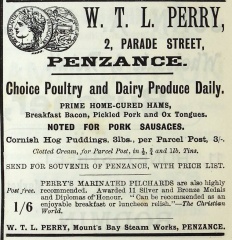 W. T. L. PERRY,
2, PARADE STREET,
PENZANCE.
Choice Poultry and Dairy Produce Daily.
PRIME HOME-CURED HAMS,
Breakfast Bacon, Pickled Pork and Ox Tongues.
NOTED FOR PORK SAUSAGES.
Cornish Hog Puddings, 3lbs., per Parcel Post, 3/-.
Clotted Cream, for Parcel Post, in ½, ¾ and 1lb. Tins.
SEND FOR SOUVENIR OF PENZANCE, WITH PRICE LIST.
Post free.
1/6
PERRY'S MARINATED PILCHARDS are also highly
recommended. Awarded 11 Silver and Bronze Medals
and Diplomas of Honour. "Can be recommended as an
enjoyable breakfast or luncheon relish."—The Christian
World.
W. T. L. PERRY, Mount's Bay Steam Works, PENZANCE.